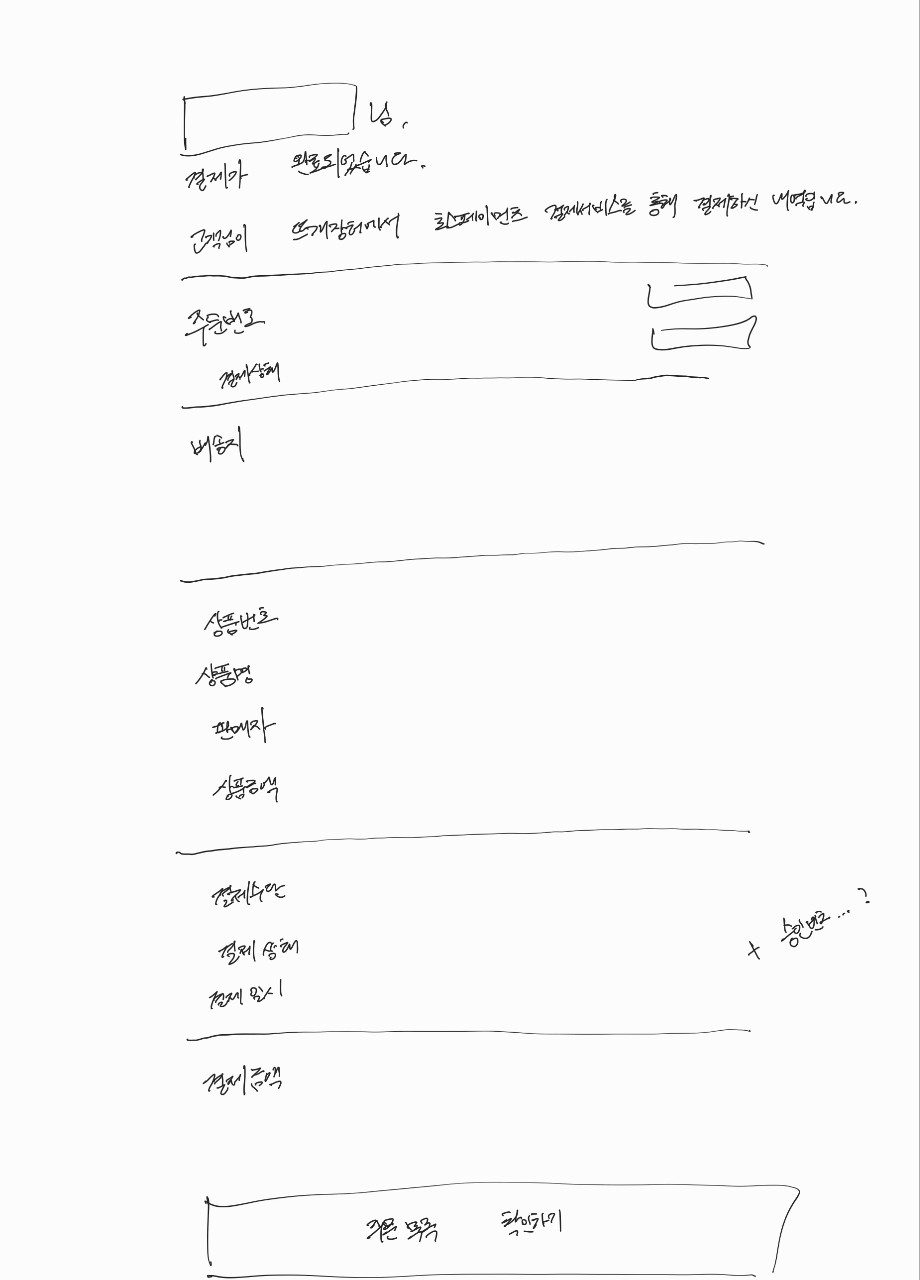 님,
결제가 완료되었습니다.
고객님이 뜨개장터에서 토스페이먼츠 결제서비스를 통해 결제하신 내역입니다.
주문번호
결제상태
배송지
상품번호
상품명
판매자
상품금액
결제수단
결제 상태
+ 승인번호...?
결제 일시
결제 금액
주문 목록 확인하기